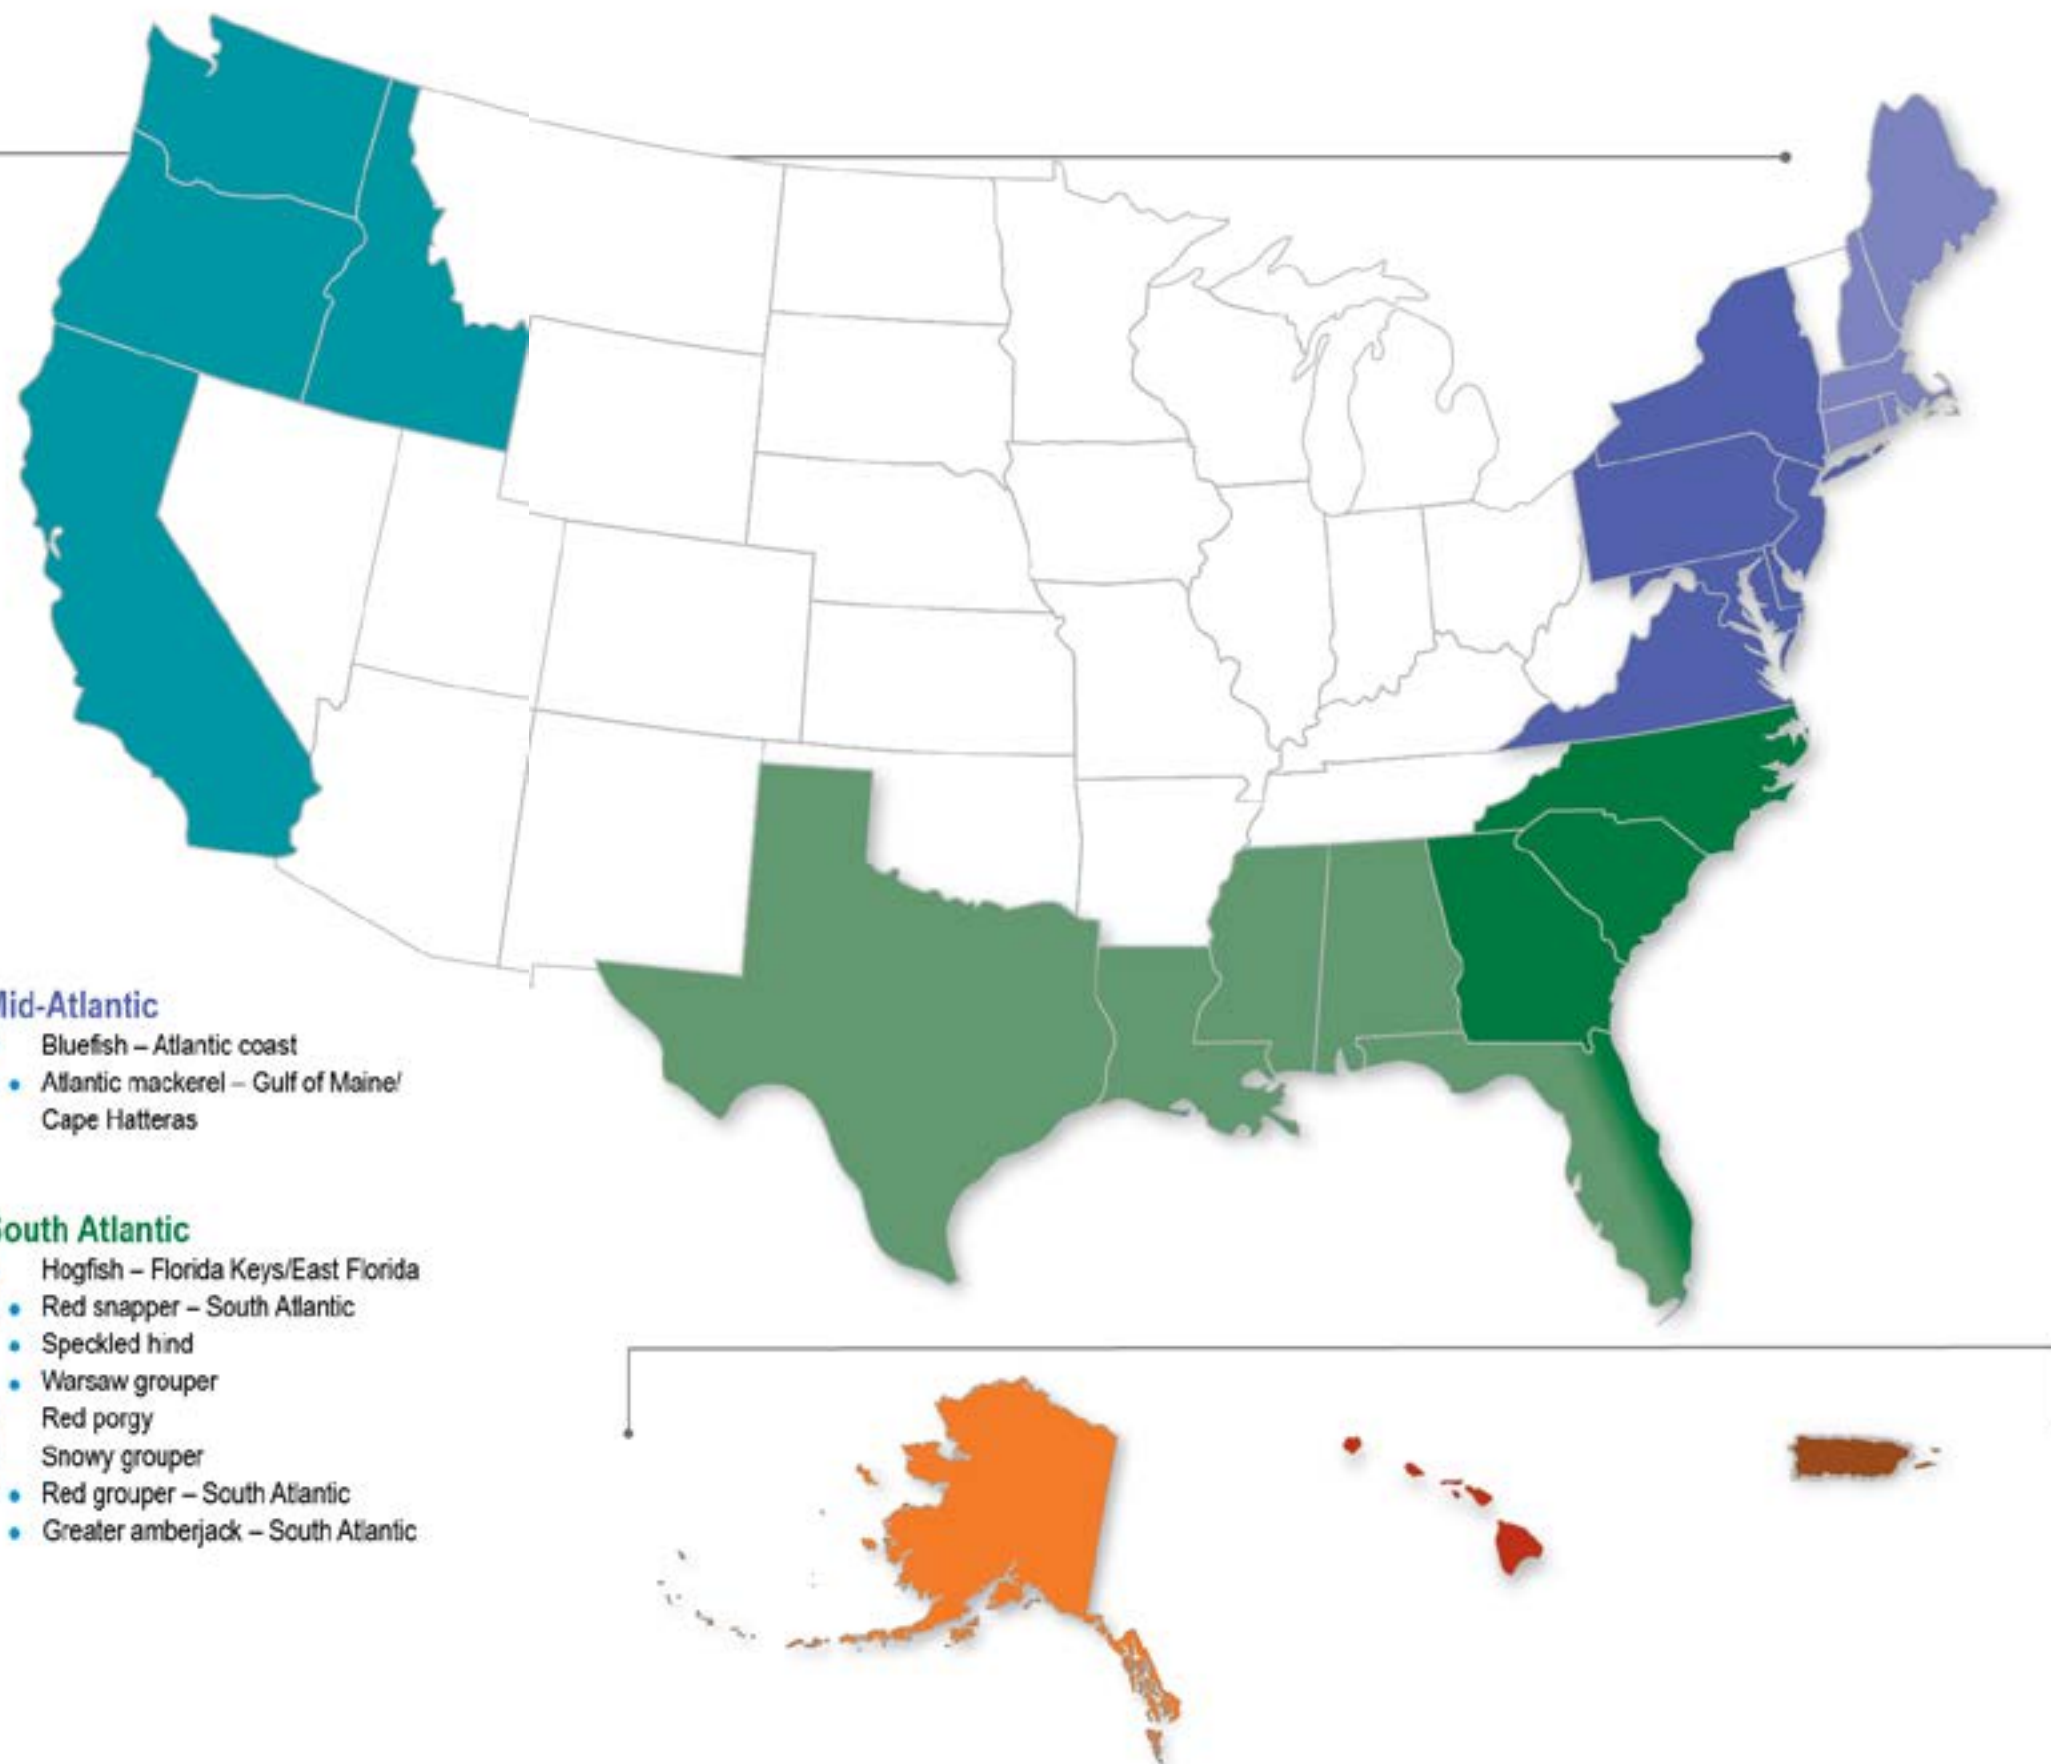 Mid-Atlantic
Bluefish – Atlantic coast
• Atlantic mackerel – Gulf of Maine/
Cape Hatteras
South Atlantic
Hogfish – Florida Keys/East Florida
• Red snapper – South Atlantic
• Speckled hind
• Warsaw grouper
Red porgy
Snowy grouper
• Red grouper – South Atlantic
• Greater amberjack – South Atlantic